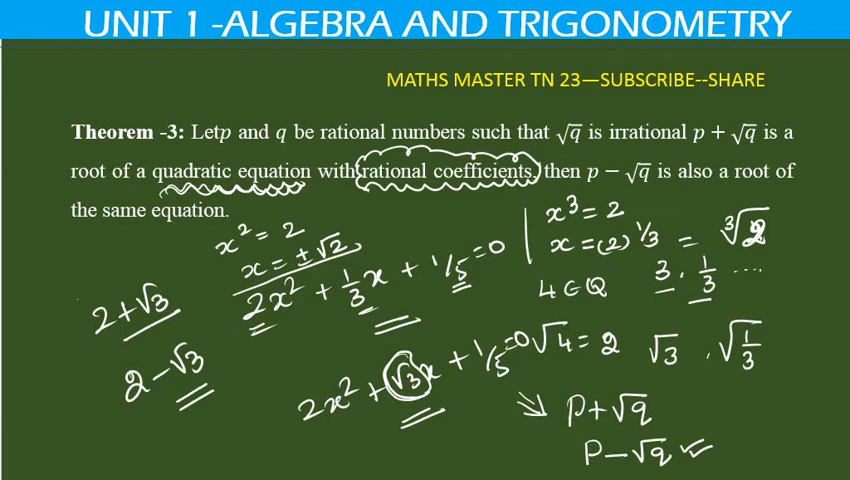 UNIT 1 -ALGEBRA AND TRIGONOMETRY
MATHS MASTER TN 23—SUBSCRIBE--SHARE
Theorem -3: Let p and q be rational numbers such that √q is irrational p + √q is a
root of a quadratic equation with rational coefficients, then p − √q is also a root of
the same equation.
x² = 2
x = ±√2
2x² + 1/3 x + 1/5 = 0
2 + √3
2 − √3
2x² + √3x + 1/5 = 0
x³ = 2
x = (2)^1/3 = ∛2
4 ∈ Q
3 , 1/3 ....
√4 = 2
√3 , √1/3
⇒ p + √q
p − √q